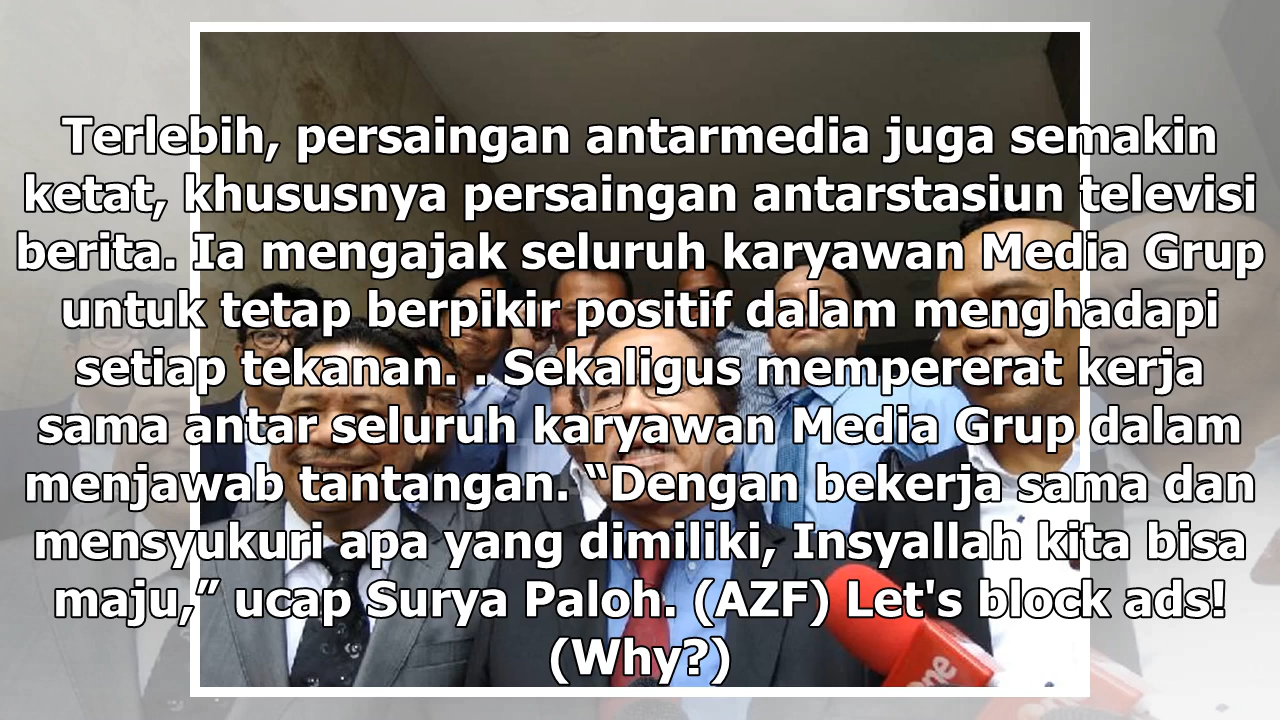 Terlebih, persaingan antarmedia juga semakin
ketat, khususnya persaingan antarstasiun televisi
berita. Ia mengajak seluruh karyawan Media Grup
untuk tetap berpikir positif dalam menghadapi
setiap tekanan. . Sekaligus mempererat kerja
sama antar seluruh karyawan Media Grup dalam
menjawab tantangan. “Dengan bekerja sama dan
mensyukuri apa yang dimiliki, Insyallah kita bisa
maju,” ucap Surya Paloh. (AZF) Let's block ads!
(Why?)
one